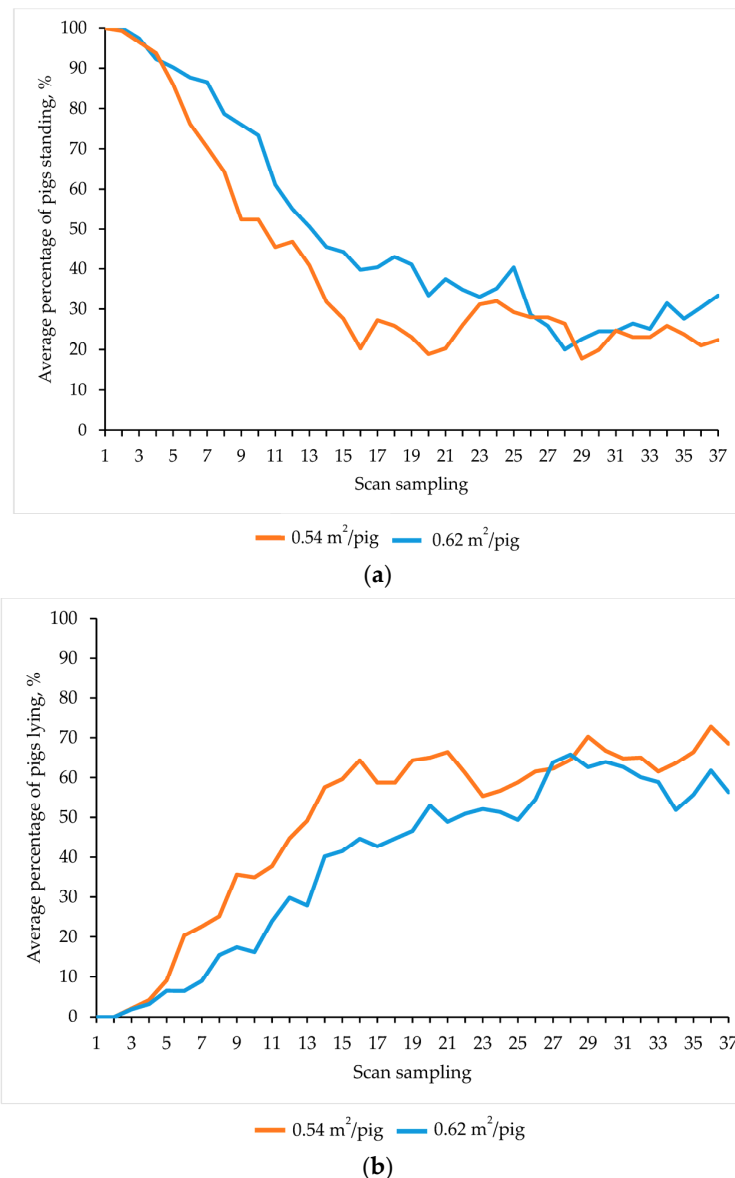 Average percentage of pigs standing, %
100
90
80
70
60
50
40
30
20
10
0
1 3 5 7 9 11 13 15 17 19 21 23 25 27 29 31 33 35 37
Scan sampling
0.54 m²/pig 0.62 m²/pig
(a)
Average percentage of pigs lying, %
100
90
80
70
60
50
40
30
20
10
0
1 3 5 7 9 11 13 15 17 19 21 23 25 27 29 31 33 35 37
Scan sampling
0.54 m²/pig 0.62 m²/pig
(b)